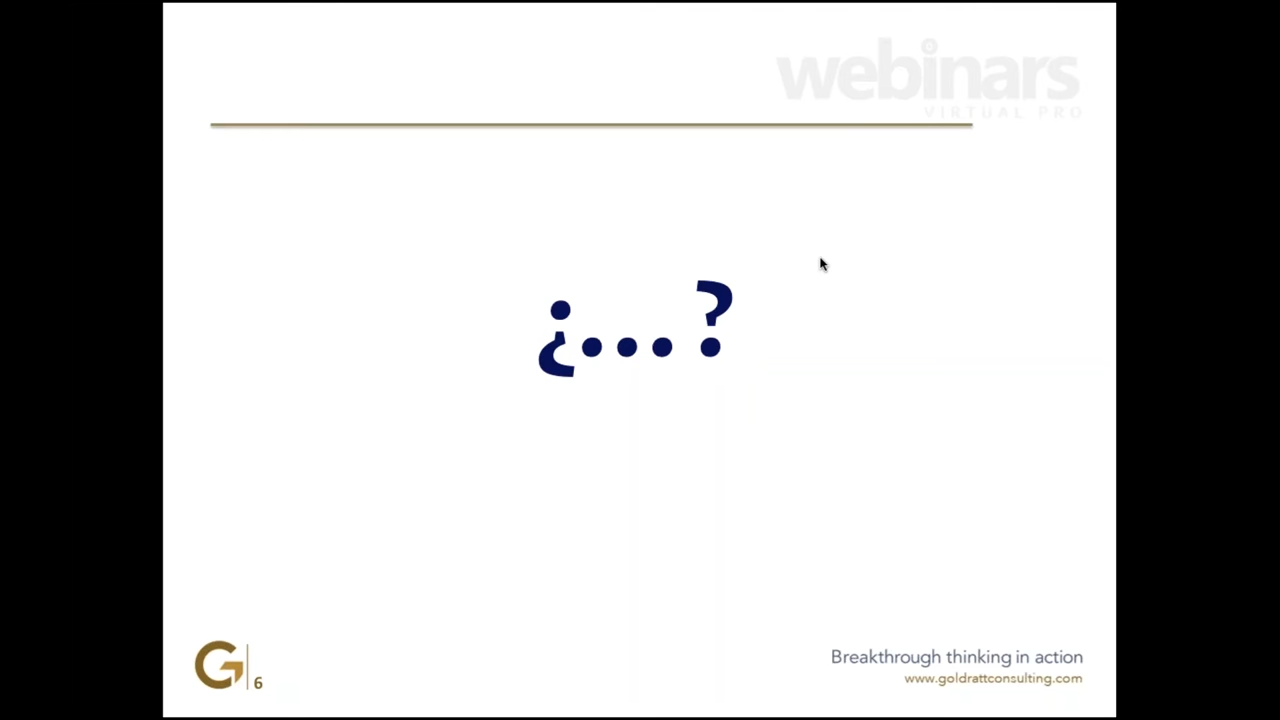 webinars
VIRTUAL PRO
¿... ?
G 6
Breakthrough thinking in action
www.goldrattconsulting.com